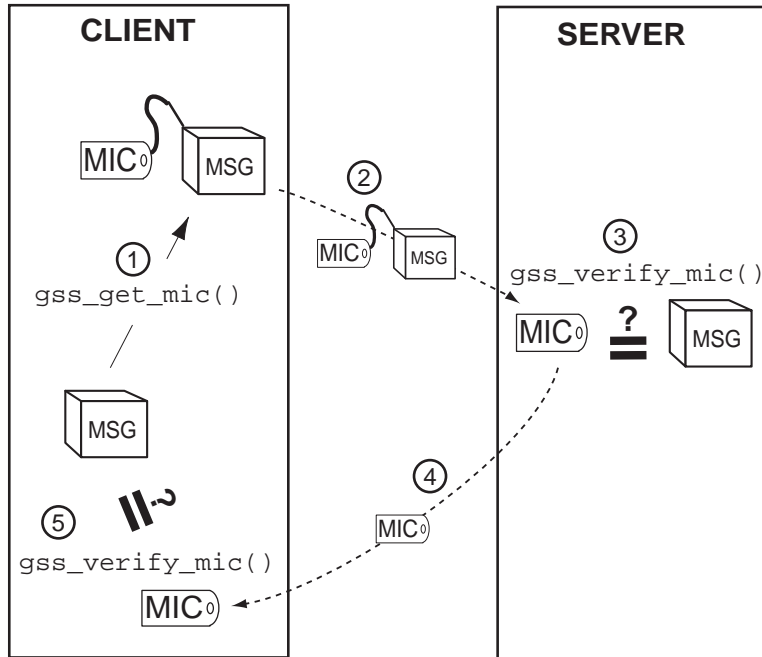 CLIENT
SERVER
MIC
MSG
2
MIC
MSG
1
gss_get_mic()
3
gss_verify_mic()
MIC
?
=
MSG
MSG
4
MIC
5
=?
gss_verify_mic()
MIC